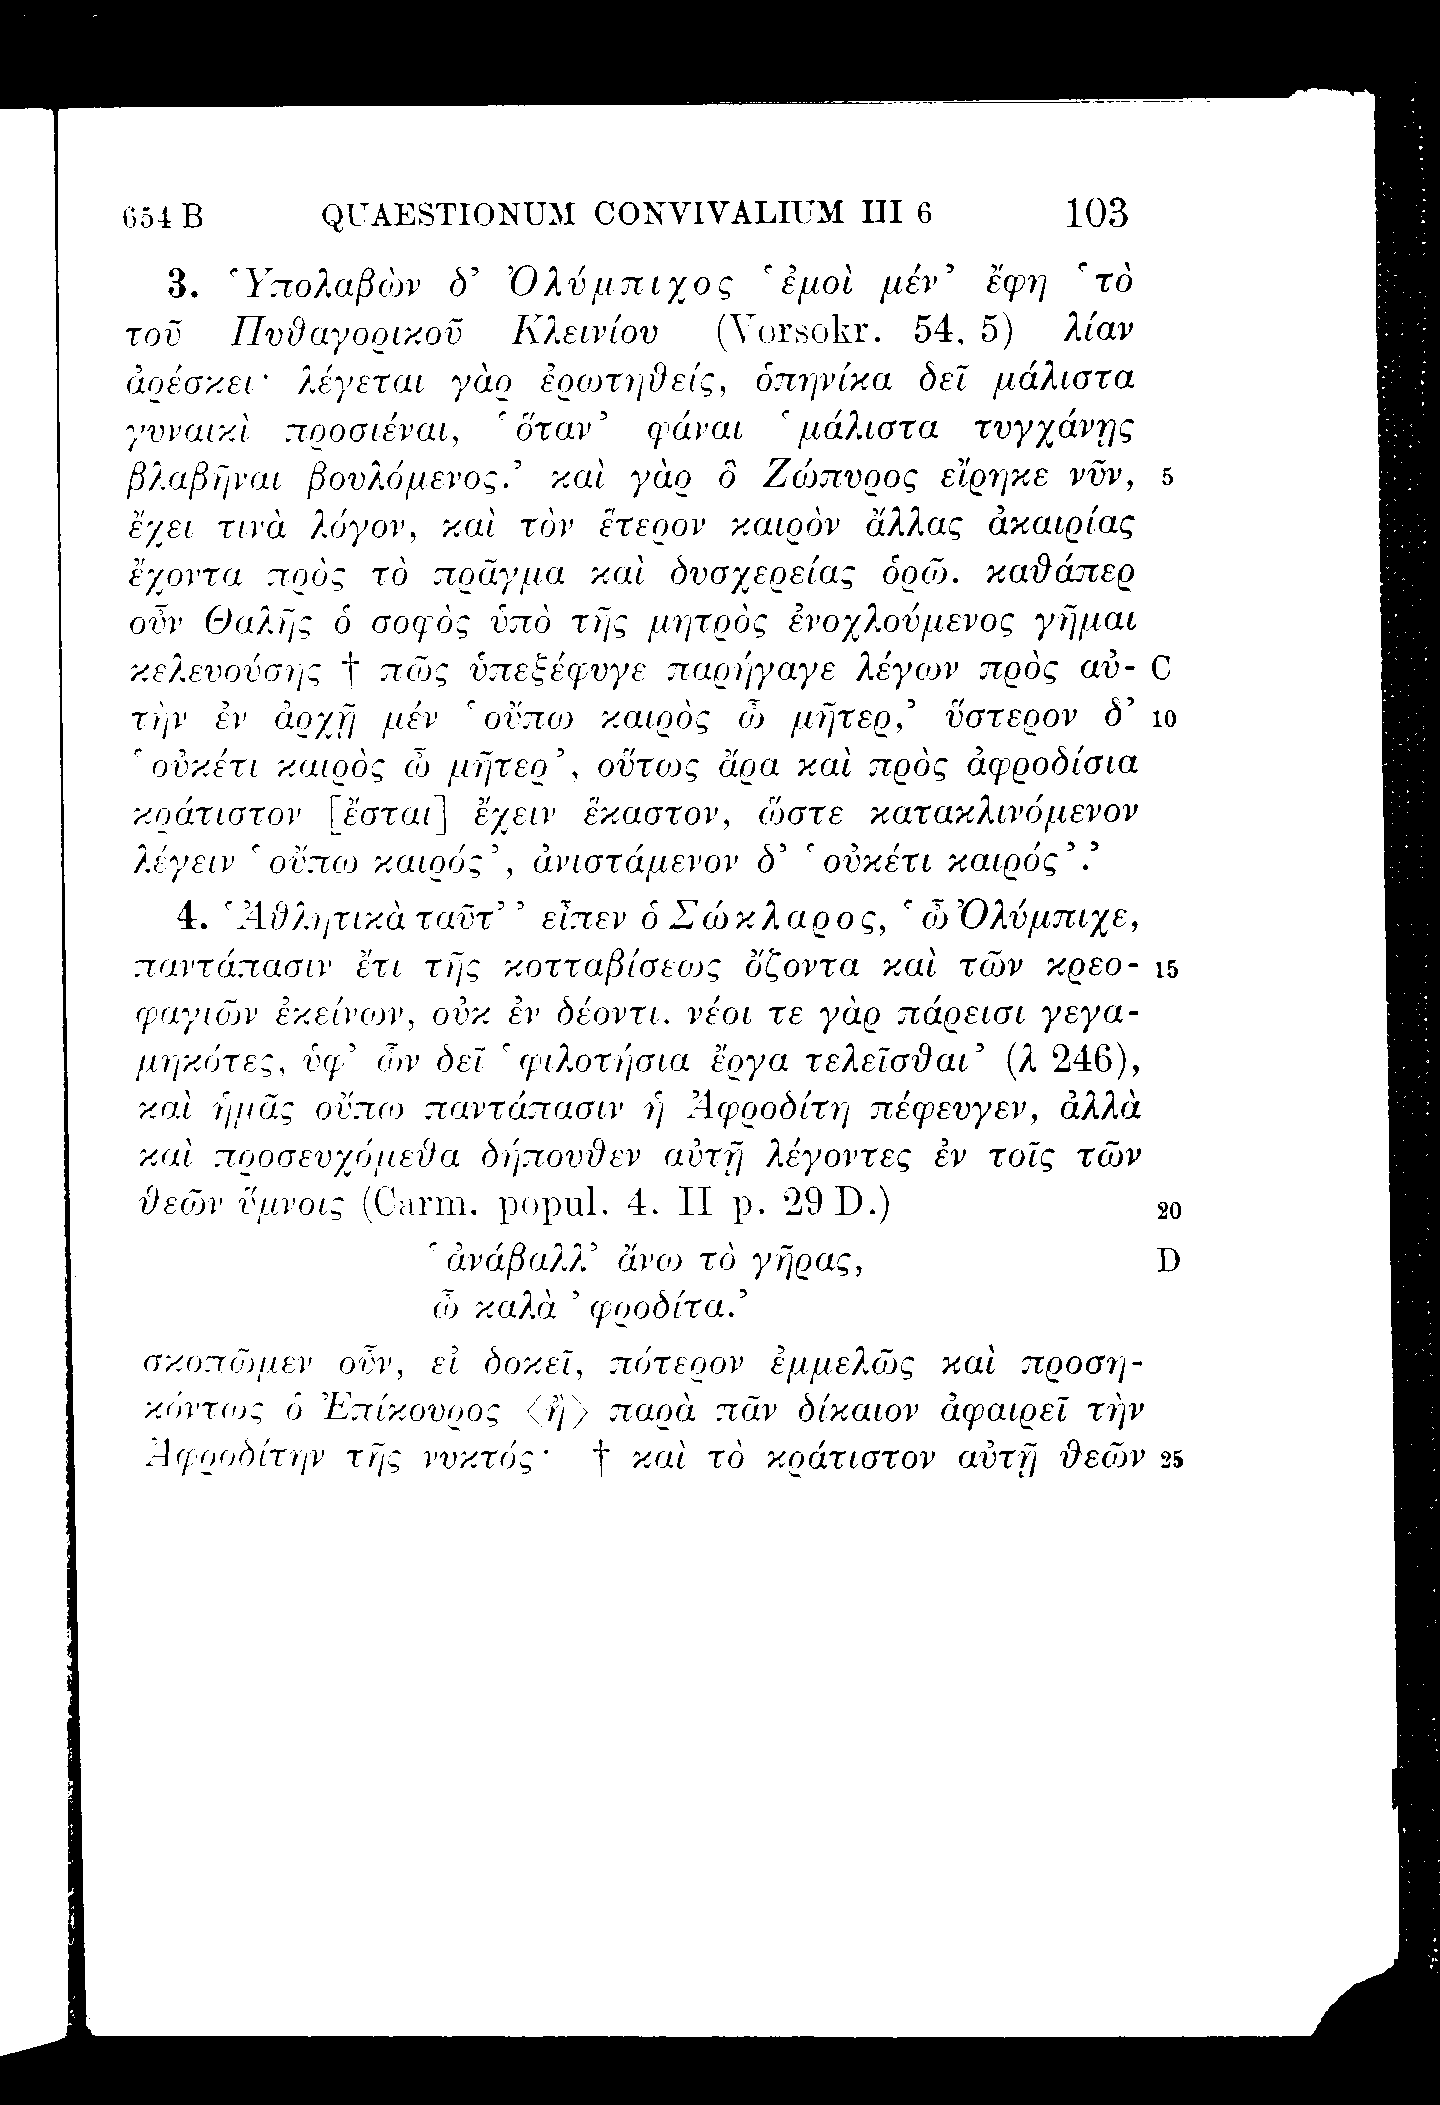 654 B QUAESTIONUM CONVIVALIUM III 6 103
3. ‘Ὑπολαβὼν δ’ Ὀλύμπιχος ‘ἐμοὶ μέν’ ἔφη ‘τὸ
τοῦ Πυθαγορικοῦ Κλεινίου (Vorsokr. 54, 5) λίαν
ἀρέσκει· λέγεται γὰρ ἐρωτηθείς, ὁπηνίκα δεῖ μάλιστα
γυναικὶ προσιέναι, ‘ὅταν’ φάναι ‘μάλιστα τυγχάνῃς
βλαβῆναι βουλόμενος.’ καὶ γὰρ ὃ Ζώπυρος εἴρηκε νῦν, 5
ἔχει τινὰ λόγον, καὶ τὸν ἕτερον καιρὸν ἄλλας ἀκαιρίας
ἔχοντα πρὸς τὸ πρᾶγμα καὶ δυσχερείας ὁρῶ. καθάπερ
οὖν Θαλῆς ὁ σοφὸς ὑπὸ τῆς μητρὸς ἐνοχλούμενος γῆμαι
κελευούσης † πῶς ὑπεξέφυγε παρήγαγε λέγων πρὸς αὐ- C
τὴν ἐν ἀρχῇ μέν ‘οὔπω καιρὸς ὦ μῆτερ,’ ὕστερον δ’ 10
‘οὐκέτι καιρὸς ὦ μῆτερ’, οὕτως ἄρα καὶ πρὸς ἀφροδίσια
κράτιστον [ἔσται] ἔχειν ἕκαστον, ὥστε κατακλινόμενον
λέγειν ‘οὔπω καιρός’, ἀνιστάμενον δ’ ‘οὐκέτι καιρός’.’
4. ‘Ἀθλητικὰ ταῦτ’’ εἶπεν ὁ Σώκλαρος, ‘ὦ Ὀλύμπιχε,
παντάπασιν ἔτι τῆς κοτταβίσεως ὄζοντα καὶ τῶν κρεο- 15
φαγιῶν ἐκείνων, οὐκ ἐν δέοντι. νέοι τε γὰρ πάρεισι γεγα-
μηκότες, ὑφ’ ὧν δεῖ ‘φιλοτήσια ἔργα τελεῖσθαι’ (λ 246),
καὶ ἡμᾶς οὔπω παντάπασιν ἡ Ἀφροδίτη πέφευγεν, ἀλλὰ
καὶ προσευχόμεθα δήπουθεν αὐτῇ λέγοντες ἐν τοῖς τῶν
θεῶν ὕμνοις (Carm. popul. 4. II p. 29 D.) 20
‘ἀνάβαλλ’ ἄνω τὸ γῆρας, D
ὦ καλὰ ’φροδίτα.’
σκοπῶμεν οὖν, εἰ δοκεῖ, πότερον ἐμμελῶς καὶ προση-
κόντως ὁ Ἐπίκουρος ⟨ἢ⟩ παρὰ πᾶν δίκαιον ἀφαιρεῖ τὴν
Ἀφροδίτην τῆς νυκτός· † καὶ τὸ κράτιστον αὐτῇ θεῶν 25